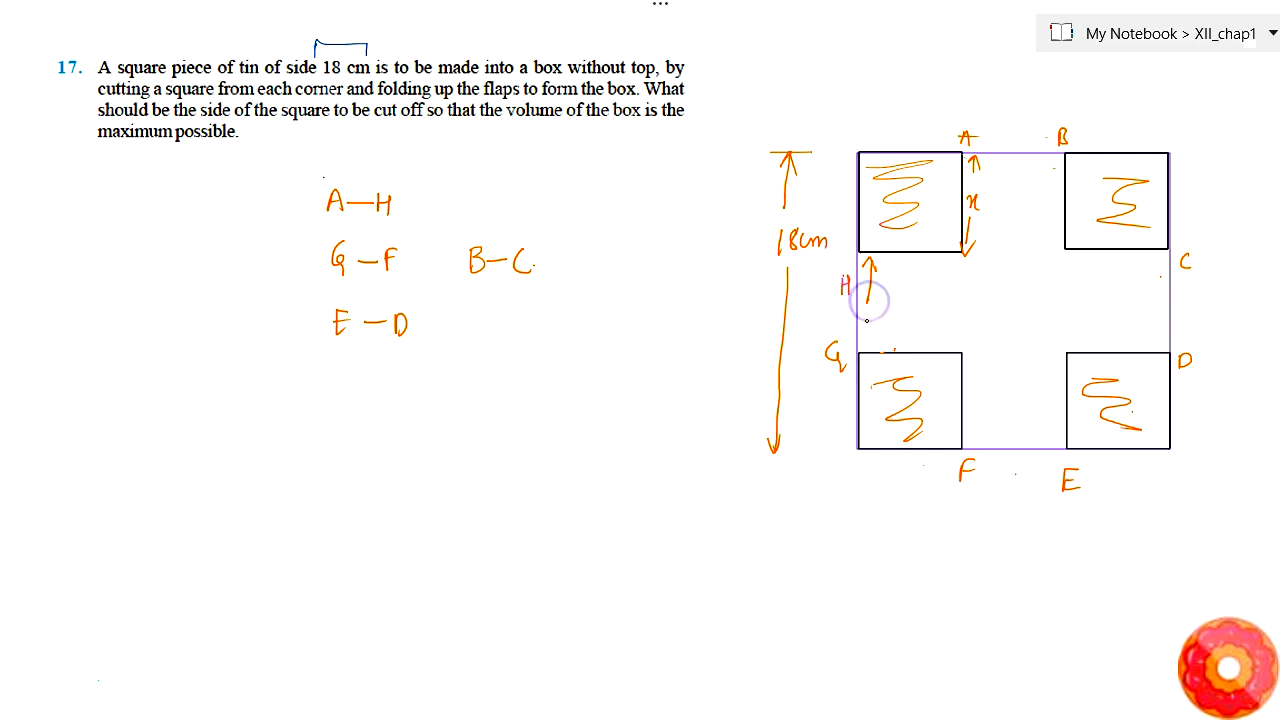 My Notebook > XII_chap1
17. A square piece of tin of side 18 cm is to be made into a box without top, by
cutting a square from each corner and folding up the flaps to form the box. What
should be the side of the square to be cut off so that the volume of the box is the
maximum possible.
A B
A—H
x
18cm
G—F B—C
C
H
E—D
G
D
F E